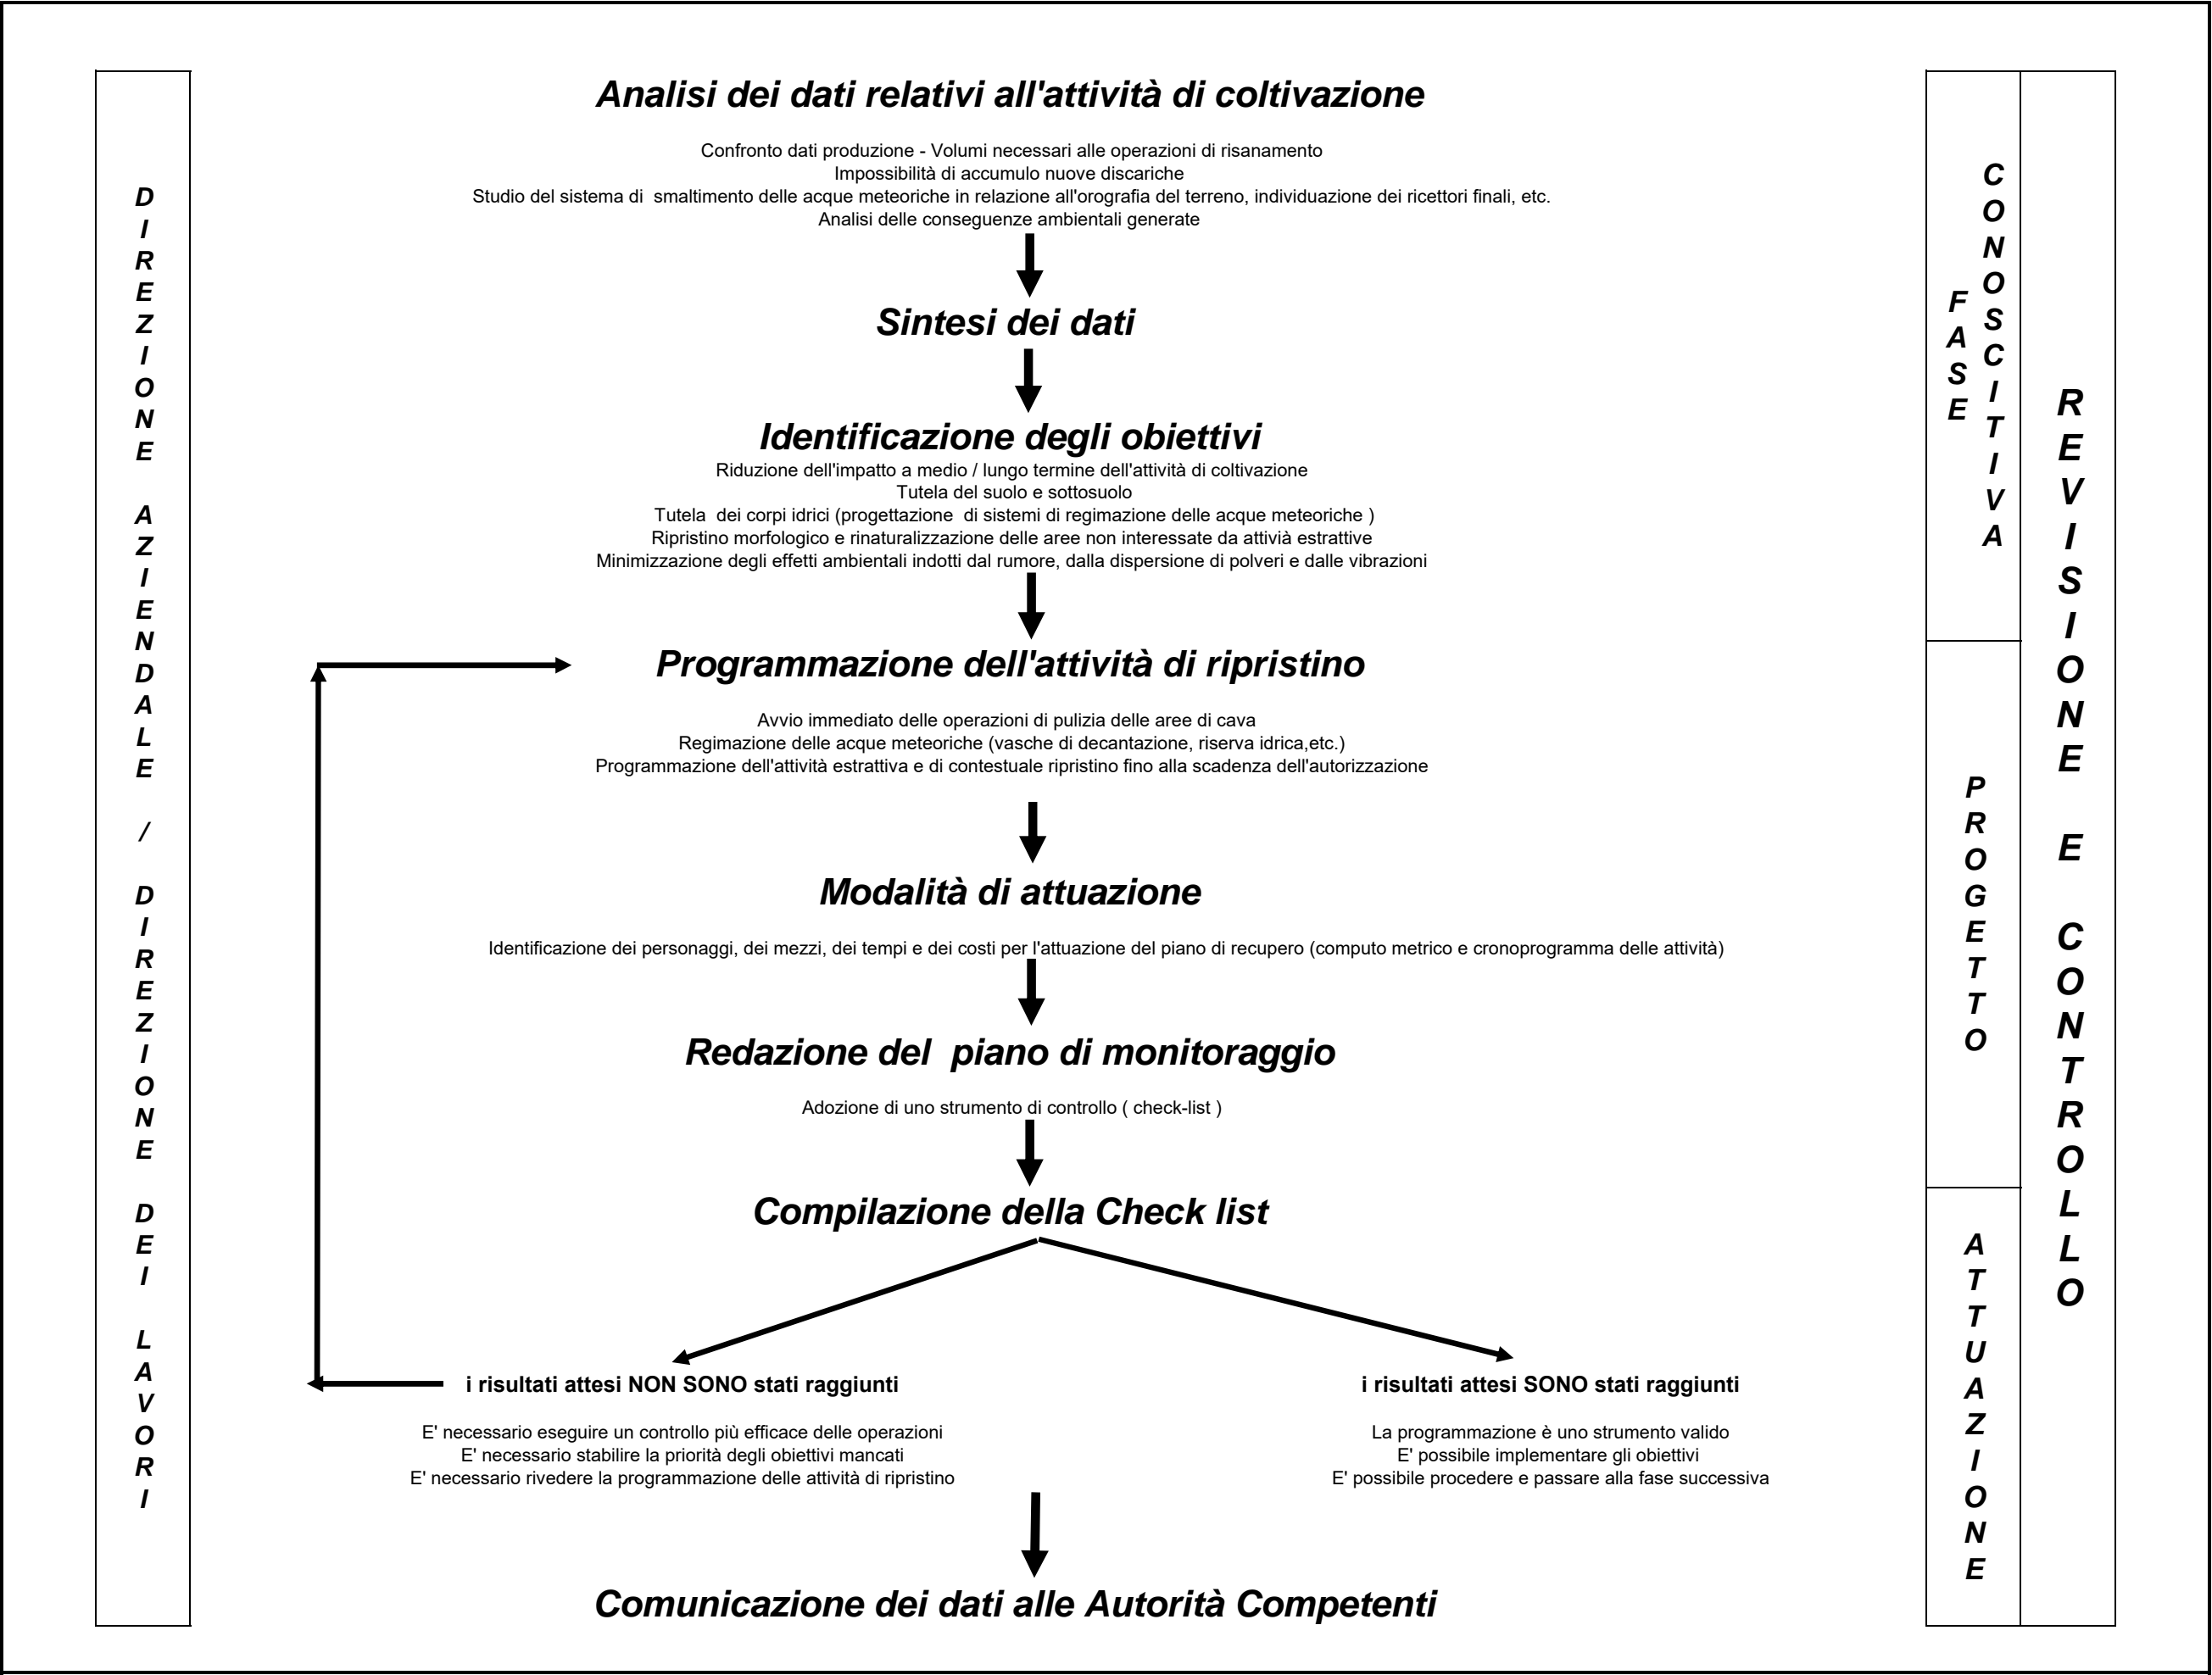 DIREZIONE AZIENDALE / DIREZIONE DEI LAVORI
Analisi dei dati relativi all'attività di coltivazione
Confronto dati produzione - Volumi necessari alle operazioni di risanamento
Impossibilità di accumulo nuove discariche
Studio del sistema di smaltimento delle acque meteoriche in relazione all'orografia del terreno, individuazione dei ricettori finali, etc.
Analisi delle conseguenze ambientali generate
Sintesi dei dati
Identificazione degli obiettivi
Riduzione dell'impatto a medio / lungo termine dell'attività di coltivazione
Tutela del suolo e sottosuolo
Tutela dei corpi idrici (progettazione di sistemi di regimazione delle acque meteoriche )
Ripristino morfologico e rinaturalizzazione delle aree non interessate da attivià estrattive
Minimizzazione degli effetti ambientali indotti dal rumore, dalla dispersione di polveri e dalle vibrazioni
Programmazione dell'attività di ripristino
Avvio immediato delle operazioni di pulizia delle aree di cava
Regimazione delle acque meteoriche (vasche di decantazione, riserva idrica,etc.)
Programmazione dell'attività estrattiva e di contestuale ripristino fino alla scadenza dell'autorizzazione
Modalità di attuazione
Identificazione dei personaggi, dei mezzi, dei tempi e dei costi per l'attuazione del piano di recupero (computo metrico e cronoprogramma delle attività)
Redazione del piano di monitoraggio
Adozione di uno strumento di controllo ( check-list )
Compilazione della Check list
i risultati attesi NON SONO stati raggiunti
E' necessario eseguire un controllo più efficace delle operazioni
E' necessario stabilire la priorità degli obiettivi mancati
E' necessario rivedere la programmazione delle attività di ripristino
i risultati attesi SONO stati raggiunti
La programmazione è uno strumento valido
E' possibile implementare gli obiettivi
E' possibile procedere e passare alla fase successiva
Comunicazione dei dati alle Autorità Competenti
FASE
CONOSCITIVA
PROGETTO
ATTUAZIONE
REVISIONE E CONTROLLO